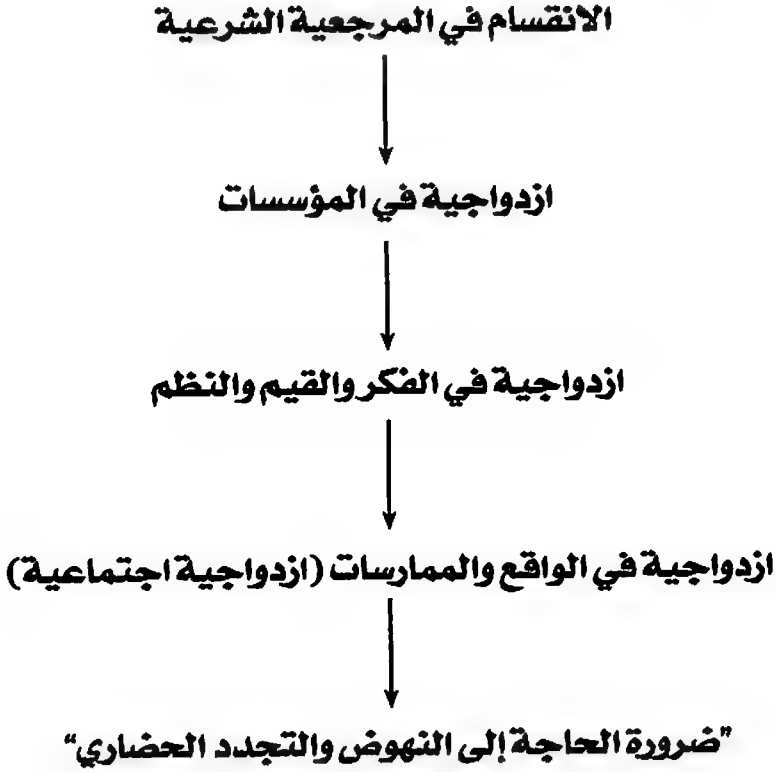 الانقسام في المرجعية الشرعية
ازدواجية في المؤسسات
ازدواجية في الفكر والقيم والنظم
ازدواجية في الواقع والممارسات (ازدواجية اجتماعية)
"ضرورة الحاجة إلى النهوض والتجدد الحضاري"